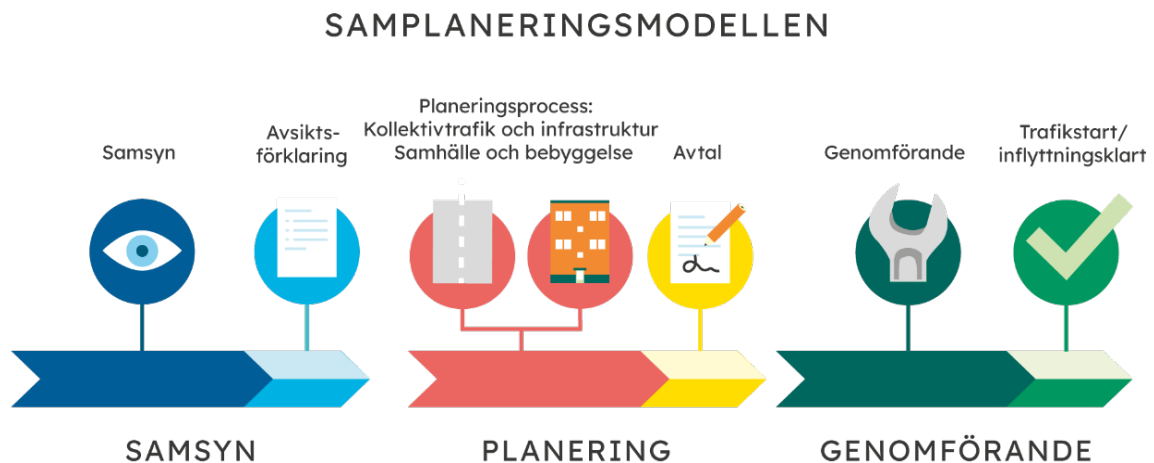 SAMPLANERINGSMODELLEN
Samsyn
Avsikts-
förklaring
Planeringsprocess:
Kollektivtrafik och infrastruktur
Samhälle och bebyggelse
Avtal
Genomförande
Trafikstart/
inflyttningsklart
SAMSYN
PLANERING
GENOMFÖRANDE